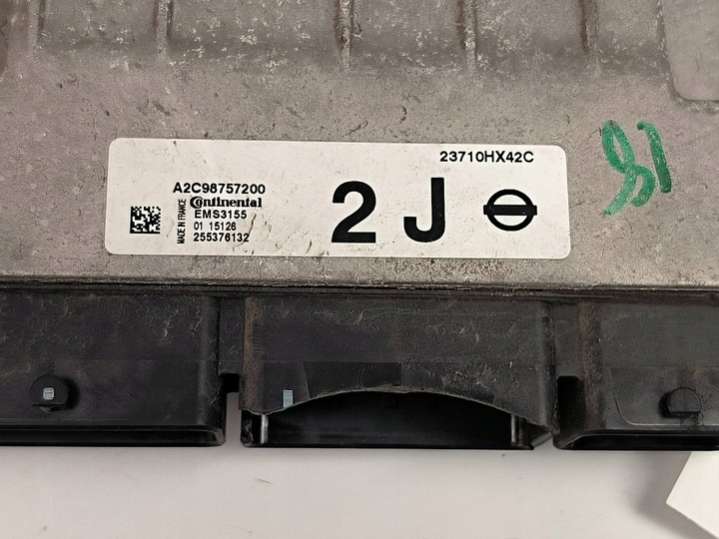 23710HX42C
A2C98757200
Continental
EMS3155
01 15126
255376132
MADE IN FRANCE
2 J